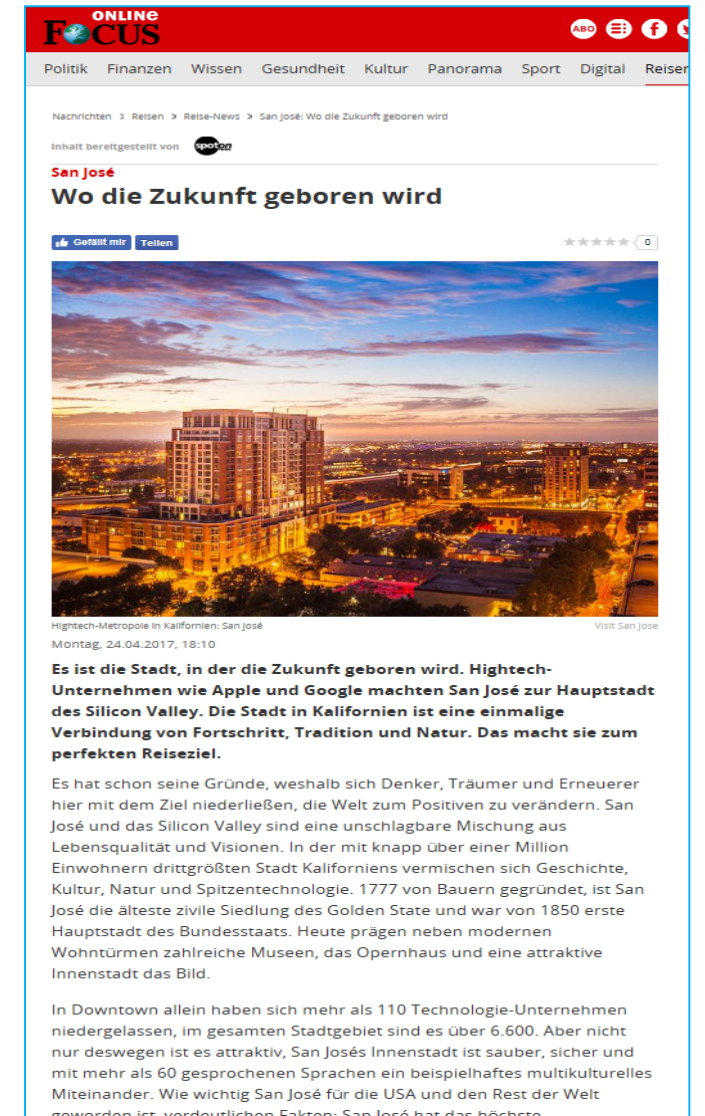 FOCUS ONLINE
ABO
Politik Finanzen Wissen Gesundheit Kultur Panorama Sport Digital Reisen
Nachrichten > Reisen > Reise-News > San José: Wo die Zukunft geboren wird
Inhalt bereitgestellt von spoton
San José
Wo die Zukunft geboren wird
Gefällt mir Teilen 0
Hightech-Metropole in Kalifornien: San José Visit San Jose
Montag, 24.04.2017, 18:10
Es ist die Stadt, in der die Zukunft geboren wird. Hightech-
Unternehmen wie Apple und Google machten San José zur Hauptstadt
des Silicon Valley. Die Stadt in Kalifornien ist eine einmalige
Verbindung von Fortschritt, Tradition und Natur. Das macht sie zum
perfekten Reiseziel.
Es hat schon seine Gründe, weshalb sich Denker, Träumer und Erneuerer
hier mit dem Ziel niederließen, die Welt zum Positiven zu verändern. San
José und das Silicon Valley sind eine unschlagbare Mischung aus
Lebensqualität und Visionen. In der mit knapp über einer Million
Einwohnern drittgrößten Stadt Kaliforniens vermischen sich Geschichte,
Kultur, Natur und Spitzentechnologie. 1777 von Bauern gegründet, ist San
José die älteste zivile Siedlung des Golden State und war von 1850 erste
Hauptstadt des Bundesstaats. Heute prägen neben modernen
Wohntürmen zahlreiche Museen, das Opernhaus und eine attraktive
Innenstadt das Bild.
In Downtown allein haben sich mehr als 110 Technologie-Unternehmen
niedergelassen, im gesamten Stadtgebiet sind es über 6.600. Aber nicht
nur deswegen ist es attraktiv, San Josés Innenstadt ist sauber, sicher und
mit mehr als 60 gesprochenen Sprachen ein beispielhaftes multikulturelles
Miteinander. Wie wichtig San José für die USA und den Rest der Welt
geworden ist, verdeutlichen Fakten: San José hat das höchste